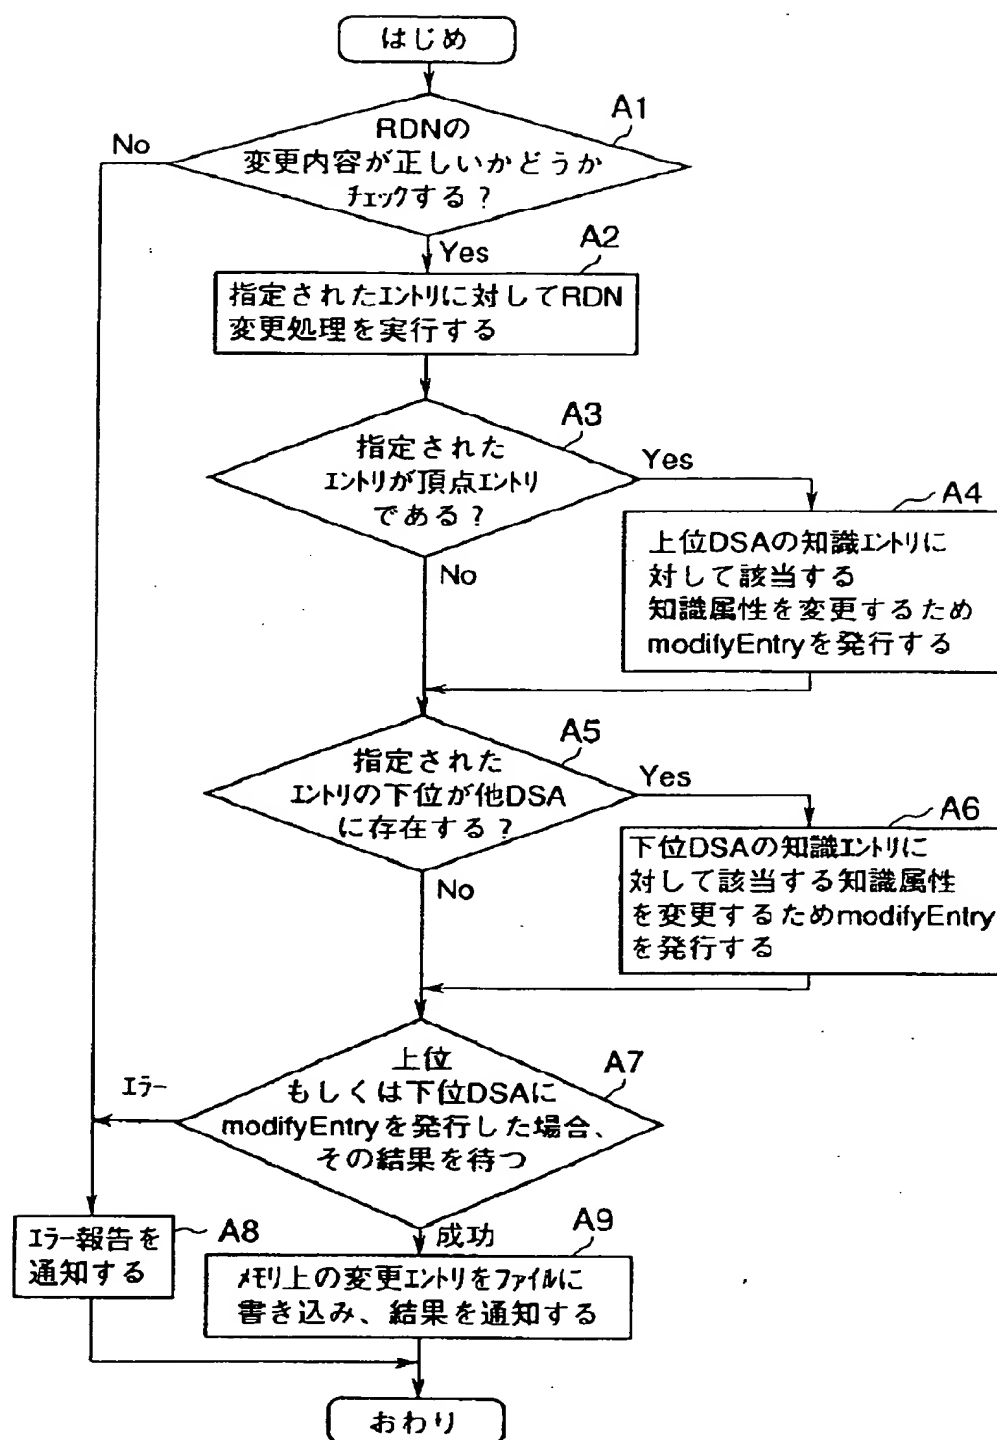 はじめ
A1
No
RDNの
変更内容が正しいかどうか
チェックする?
Yes
A2
指定されたエントリに対してRDN
変更処理を実行する
A3
指定された
エントリが頂点エントリ
である?
Yes
No
A4
上位DSAの知識エントリに
対して該当する
知識属性を変更するため
modifyEntryを発行する
A5
指定された
エントリの下位が他DSA
に存在する?
Yes
No
A6
下位DSAの知識エントリに
対して該当する知識属性
を変更するためmodifyEntry
を発行する
A7
エラー
上位
もしくは下位DSAに
modifyEntryを発行した場合、
その結果を待つ
成功
A8
エラー報告を
通知する
A9
メモリ上の変更エントリをファイルに
書き込み、結果を通知する
おわり